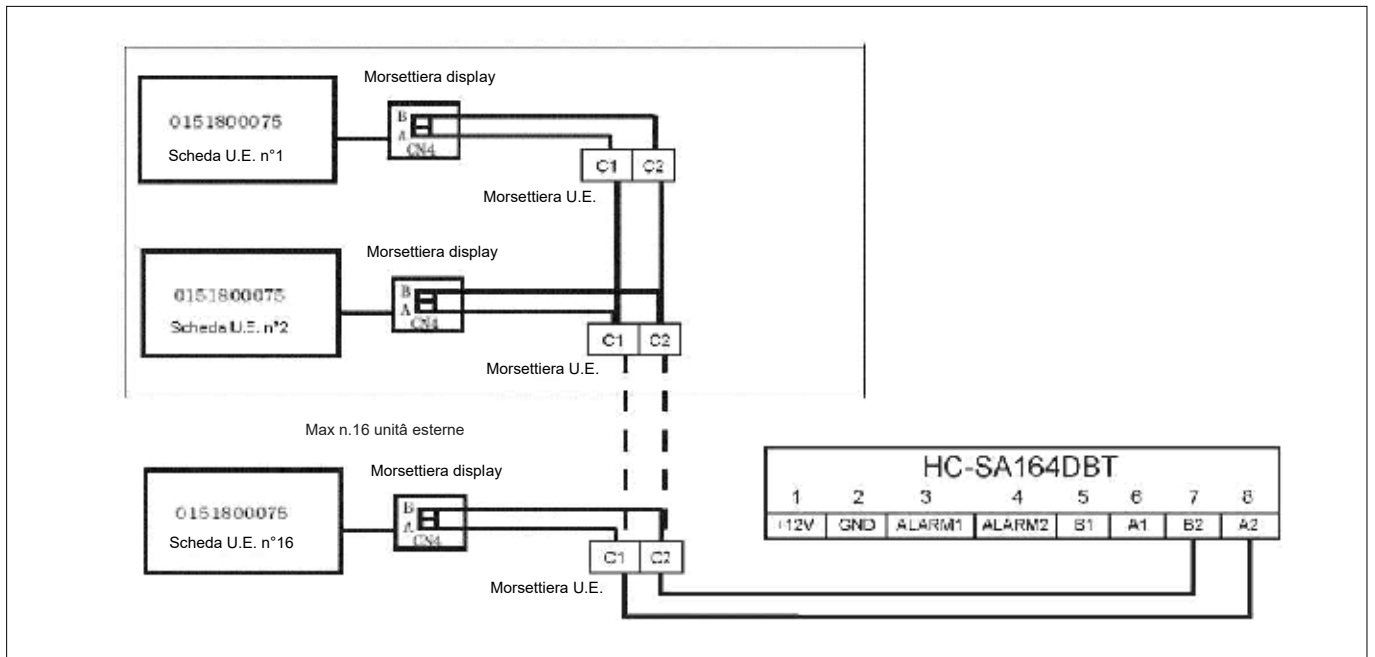 Morsettiera display
0151800075
Scheda U.E. n°1
B
A
CN4
C1 C2
Morsettiera U.E.
Morsettiera display
0151800075
Scheda U.E. n°2
B
A
CN4
C1 C2
Morsettiera U.E.
Max n.16 unitâ esterne
Morsettiera display
0151800075
Scheda U.E. n°16
B
A
CN4
C1 C2
Morsettiera U.E.
HC-SA164DBT
1 2 3 4 5 6 7 8
+12V GND ALARM1 ALARM2 B1 A1 B2 A2